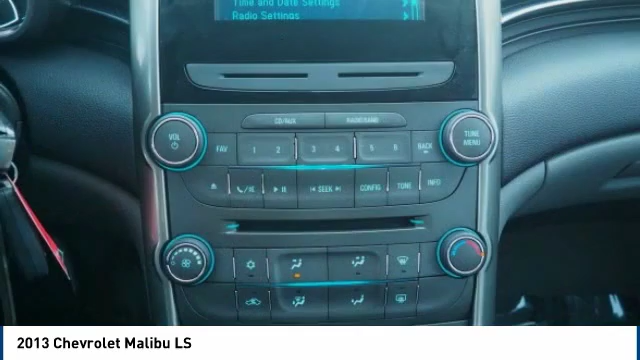 Time and Date Settings
Radio Settings
CD/AUX RADIO/BAND
VOL
TUNE
MENU
FAV 1 2 3 4 5 6 BACK
SEEK CONFIG TONE INFO
2013 Chevrolet Malibu LS